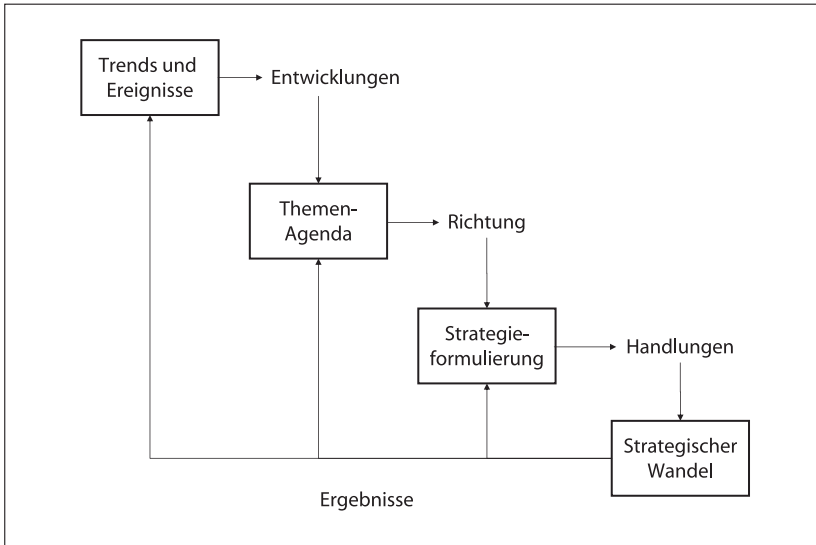 Trends und
Ereignisse
Entwicklungen
Themen-
Agenda
Richtung
Strategie-
formulierung
Handlungen
Strategischer
Wandel
Ergebnisse